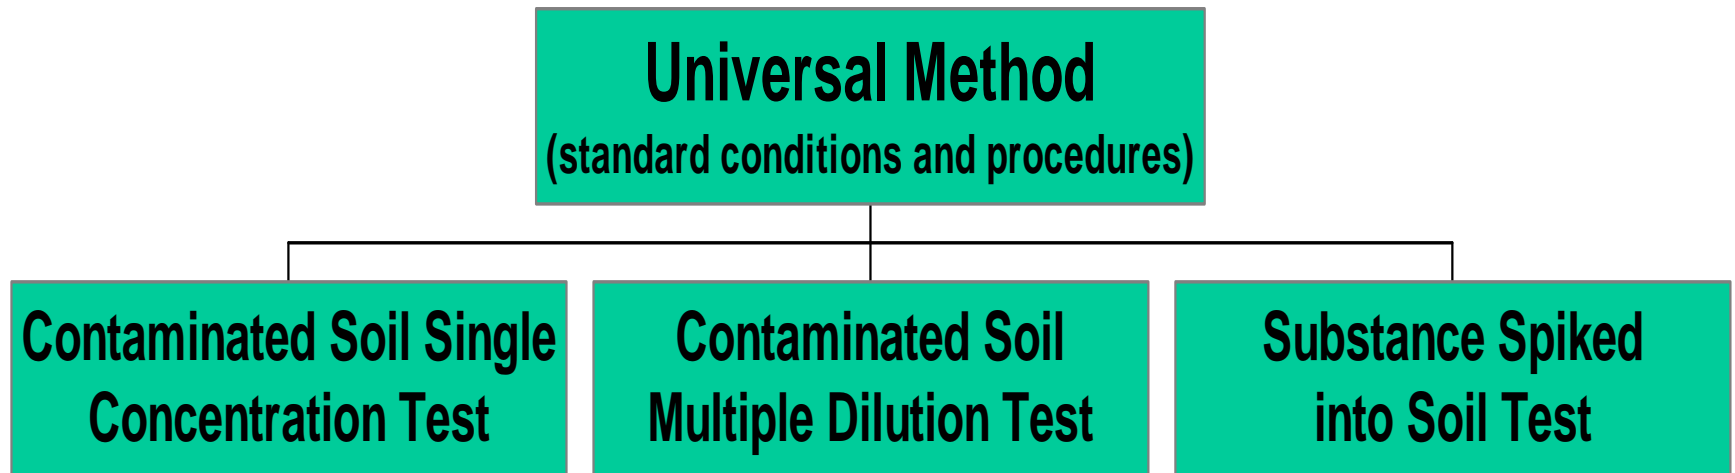 Universal Method
(standard conditions and procedures)
Contaminated Soil Single
Concentration Test
Contaminated Soil
Multiple Dilution Test
Substance Spiked
into Soil Test